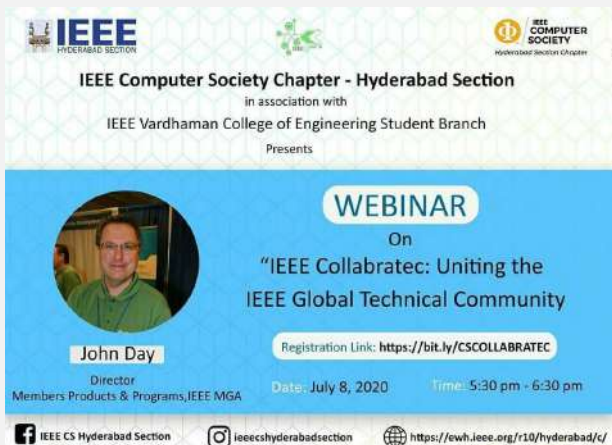 IEEE
HYDERABAD SECTION
IEEE
COMPUTER
SOCIETY
Hyderabad Section Chapter
IEEE Computer Society Chapter - Hyderabad Section
in association with
IEEE Vardhaman College of Engineering Student Branch
Presents
WEBINAR
On
"IEEE Collabratec: Uniting the
IEEE Global Technical Community
Registration Link: https://bit.ly/CSCOLLABRATEC
John Day
Director
Members Products & Programs,IEEE MGA
Date: July 8, 2020 Time: 5:30 pm - 6:30 pm
IEEE CS Hyderabad Section ieeecshyderabadsection https://ewh.ieee.org/r10/hyderabad/c/